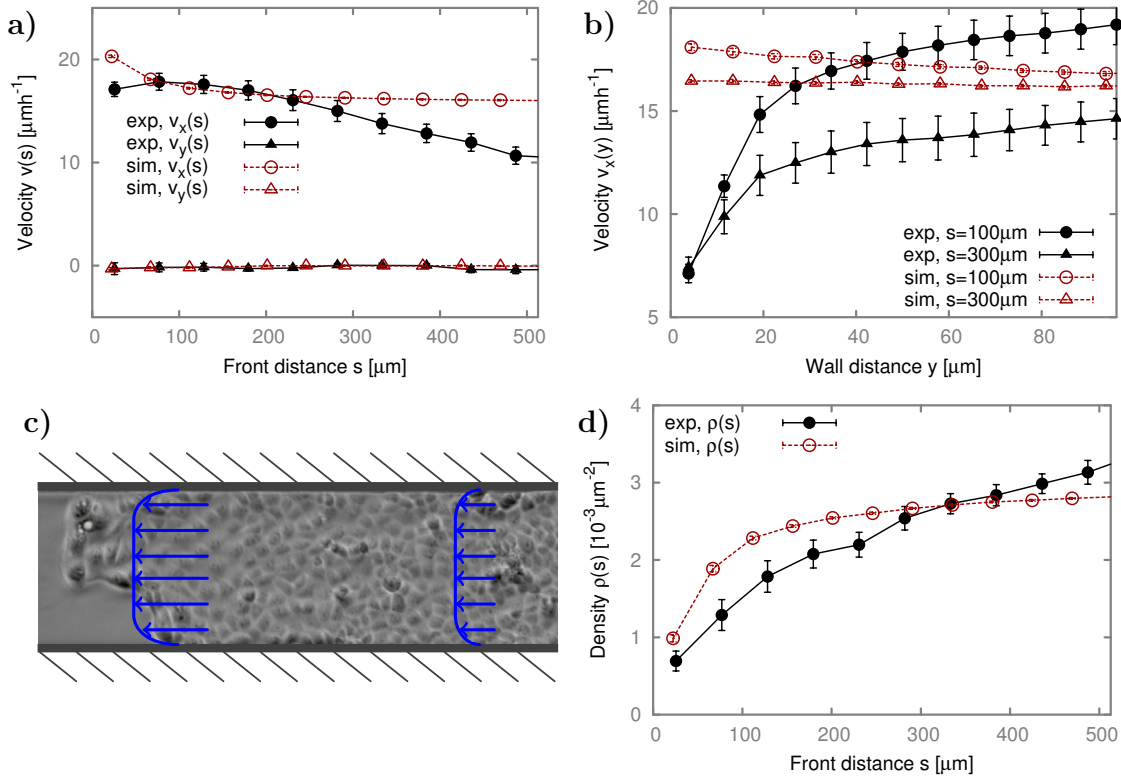 a)
Velocity v(s) [μmh⁻¹]
20
10
0
exp, vₓ(s)
exp, v_y(s)
sim, vₓ(s)
sim, v_y(s)
0 100 200 300 400 500
Front distance s [μm]
b)
Velocity vₓ(y) [μmh⁻¹]
20
15
10
5
exp, s=100μm
exp, s=300μm
sim, s=100μm
sim, s=300μm
0 20 40 60 80
Wall distance y [μm]
c)
d)
Density ρ(s) [10⁻³μm⁻²]
4
3
2
1
0
exp, ρ(s)
sim, ρ(s)
0 100 200 300 400 500
Front distance s [μm]